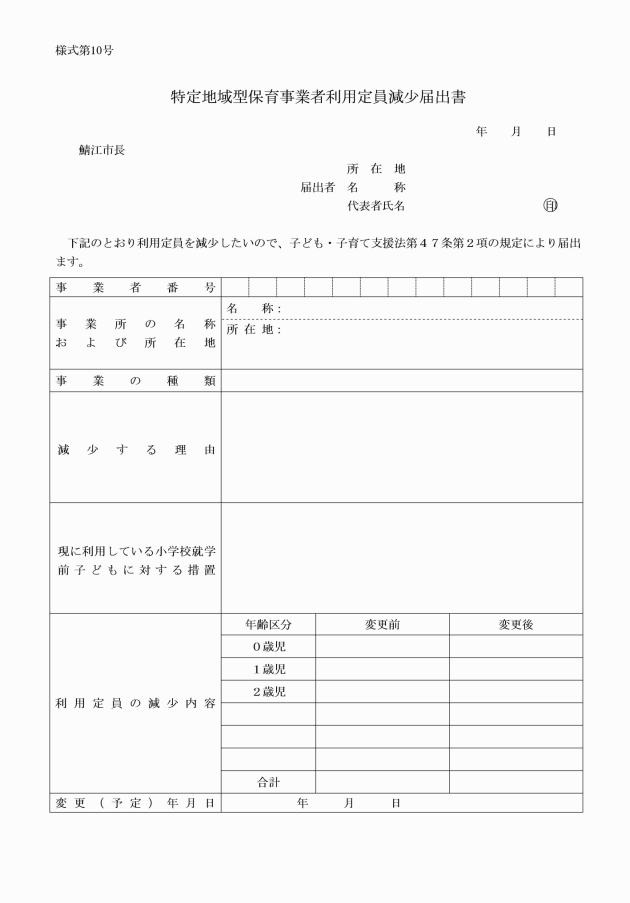 様式第10号
特定地域型保育事業者利用定員減少届出書
年　　月　　日
鯖江市長
所　在　地
届出者　名　　　称
代表者氏名　　　　　　　　　　㊞
下記のとおり利用定員を減少したいので、子ども・子育て支援法第４７条第２項の規定により届出
ます。
事業者番号
名　　称：
事業所の名称
および所在地
所在地：
事業の種類
減少する理由
現に利用している小学校就学
前子どもに対する措置
年齢区分　変更前　変更後
０歳児
１歳児
２歳児
利用定員の減少内容
合計
変更（予定）年月日　　年　　月　　日